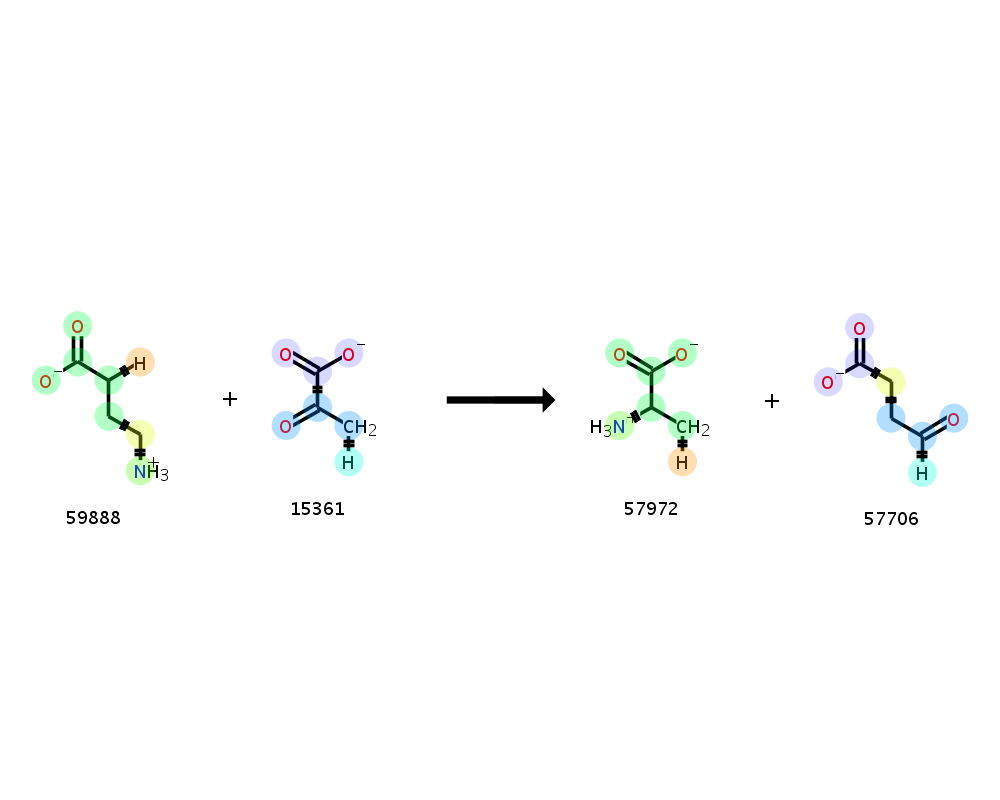 O
O⁻
H
NH₃⁺
59888
+
O
O⁻
O
CH₂
H
15361
+
O
O⁻
H₃N⁺
CH₂
H
57972
+
O
O⁻
O
H
57706